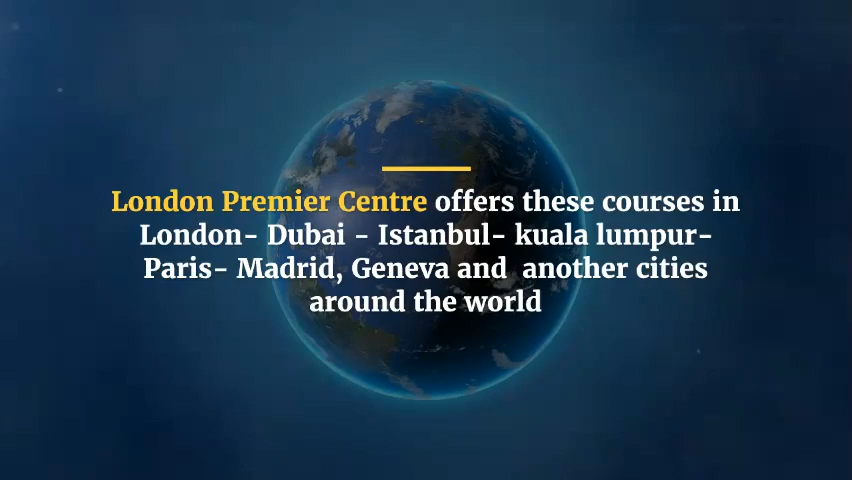 London Premier Centre offers these courses in
London- Dubai - Istanbul- kuala lumpur-
Paris- Madrid, Geneva and  another cities
around the world